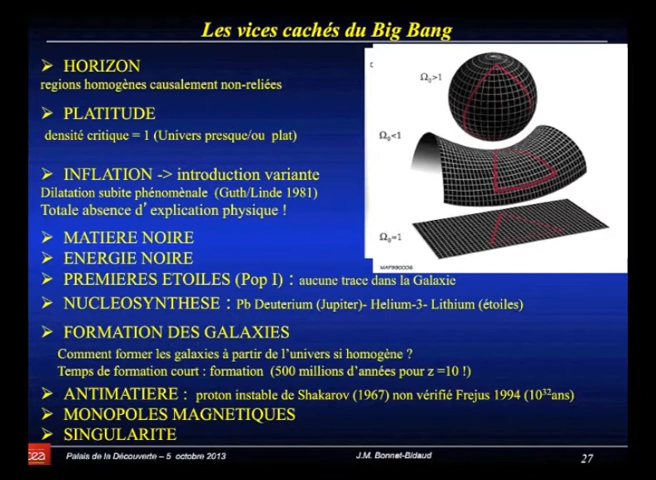 Les vices cachés du Big Bang
➢ HORIZON
regions homogènes causalement non-reliées
➢ PLATITUDE
densité critique = 1 (Univers presque/ou plat)
➢ INFLATION -> introduction variante
Dilatation subite phénomènale (Guth/Linde 1981)
Totale absence d'explication physique !
➢ MATIERE NOIRE
➢ ENERGIE NOIRE
➢ PREMIERES ETOILES (Pop I) : aucune trace dans la Galaxie
➢ NUCLEOSYNTHESE : Pb Deuterium (Jupiter)- Helium-3- Lithium (étoiles)
➢ FORMATION DES GALAXIES
Comment former les galaxies à partir de l'univers si homogène ?
Temps de formation court : formation (500 millions d'années pour z =10 !)
➢ ANTIMATIERE : proton instable de Shakarov (1967) non vérifié Frejus 1994 (10³²ans)
➢ MONOPOLES MAGNETIQUES
➢ SINGULARITE
Ω₀>1
Ω₀<1
Ω₀=1
MAP990006
cea
Palais de la Découverte – 5 octobre 2013
J.M. Bonnet-Bidaud
27